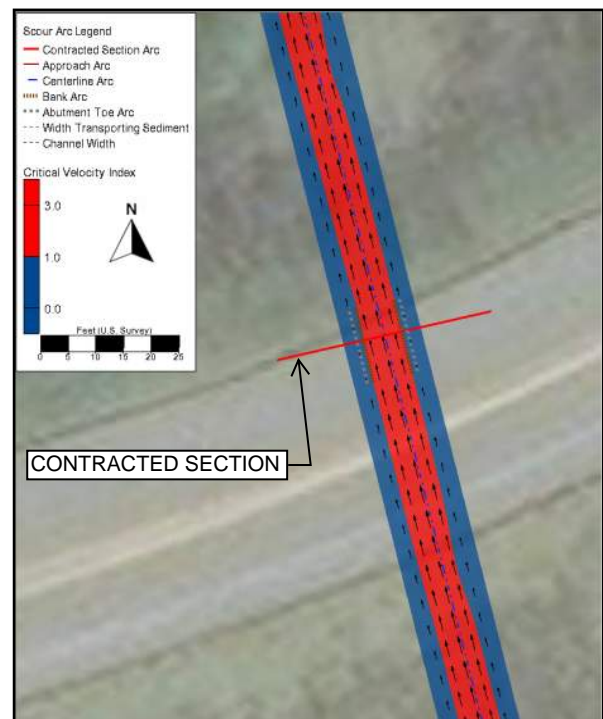 Scour Arc Legend
Contracted Section Arc
Approach Arc
Centerline Arc
Bank Arc
Abutment Toe Arc
Width Transporting Sediment
Channel Width
Critical Velocity Index
3.0
1.0
0.0
N
Feet (U.S. Survey)
0 5 10 15 20 25
CONTRACTED SECTION